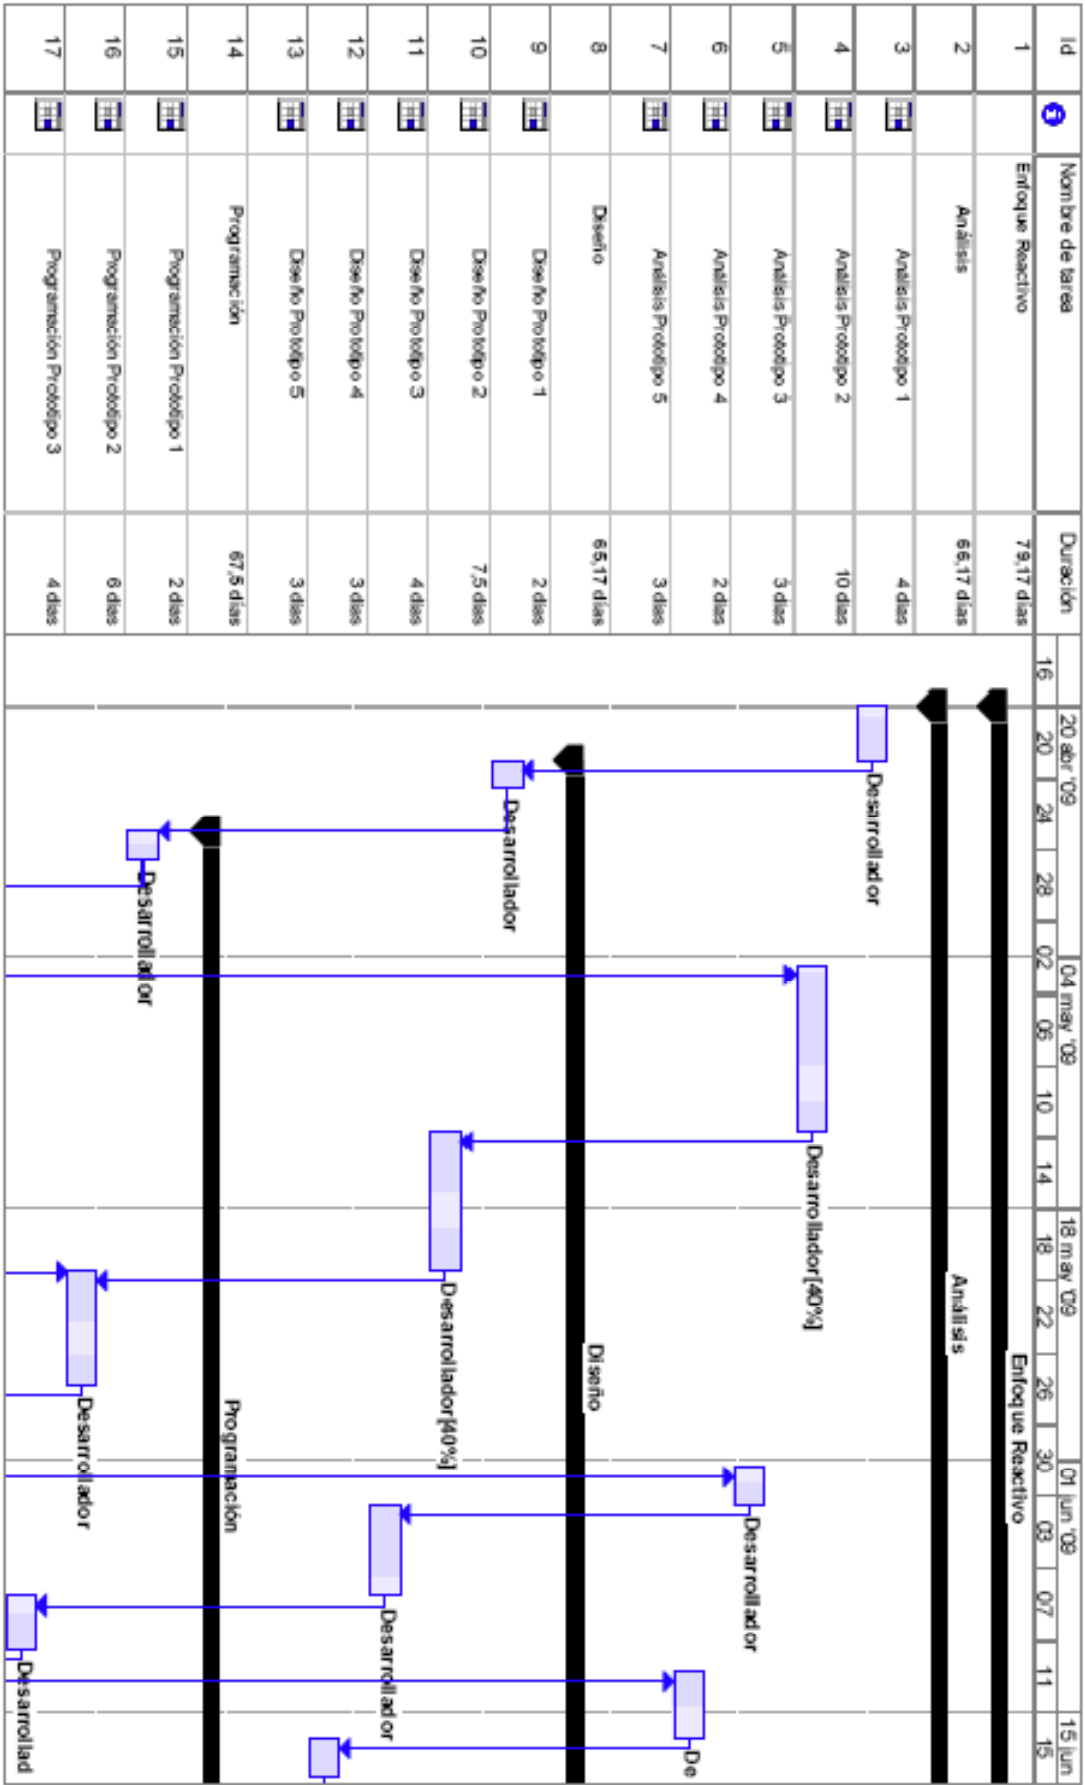 Id Nombre de tarea Duración 20 abr '09 04 may '09 18 may '09 01 jun '09 15 jun
16 20 24 28 02 06 10 14 18 22 26 30 03 07 11 15
1 Enfoque Reactivo 79,17 días Enfoque Reactivo
2 Análisis 66,17 días Análisis
3 Análisis Prototipo 1 4 días Desarrollador
4 Análisis Prototipo 2 10 días Desarrollador[40%]
5 Análisis Prototipo 3 3 días Desarrollador
6 Análisis Prototipo 4 2 días De
7 Análisis Prototipo 5 3 días
8 Diseño 65,17 días Diseño
9 Diseño Prototipo 1 2 días Desarrollador
10 Diseño Prototipo 2 7,5 días Desarrollador[40%]
11 Diseño Prototipo 3 4 días Desarrollador
12 Diseño Prototipo 4 3 días
13 Diseño Prototipo 5 3 días
14 Programación 67,5 días Programación
15 Programación Prototipo 1 2 días Desarrollador
16 Programación Prototipo 2 6 días Desarrollador
17 Programación Prototipo 3 4 días Desarrollad